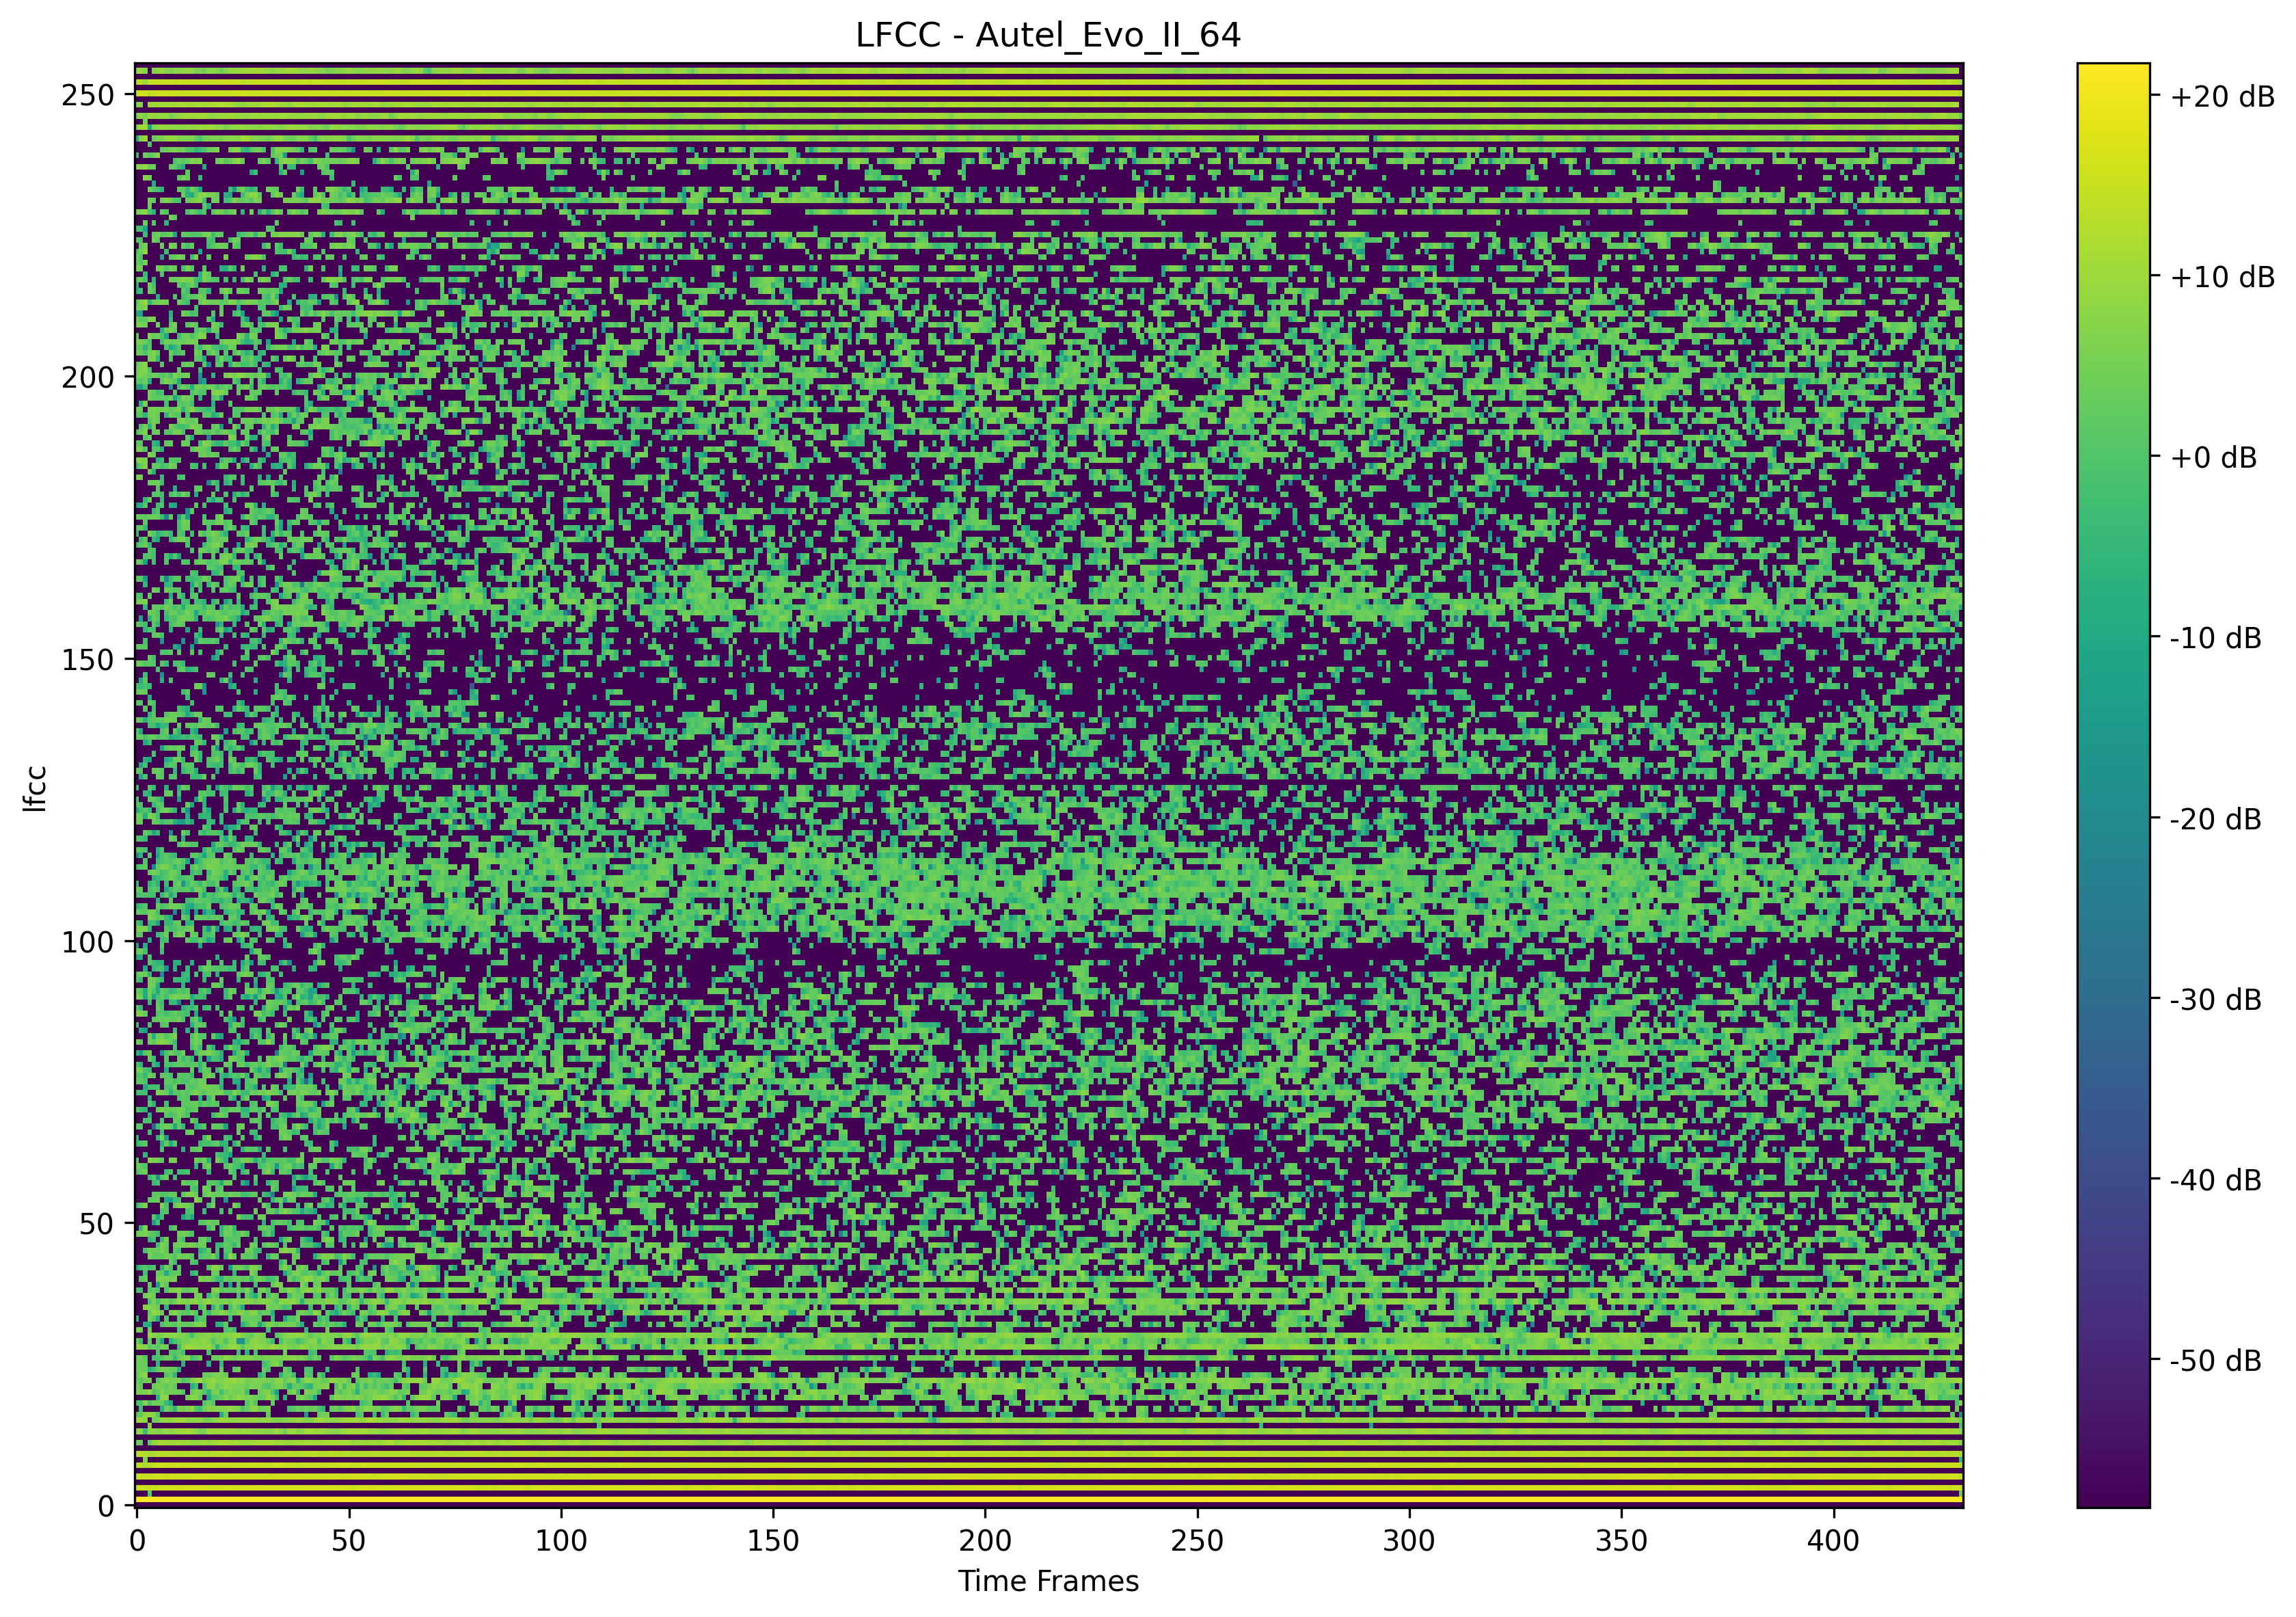 LFCC - Autel_Evo_II_64
250
200
150
100
50
0
lfcc
0 50 100 150 200 250 300 350 400
Time Frames
+20 dB
+10 dB
+0 dB
-10 dB
-20 dB
-30 dB
-40 dB
-50 dB